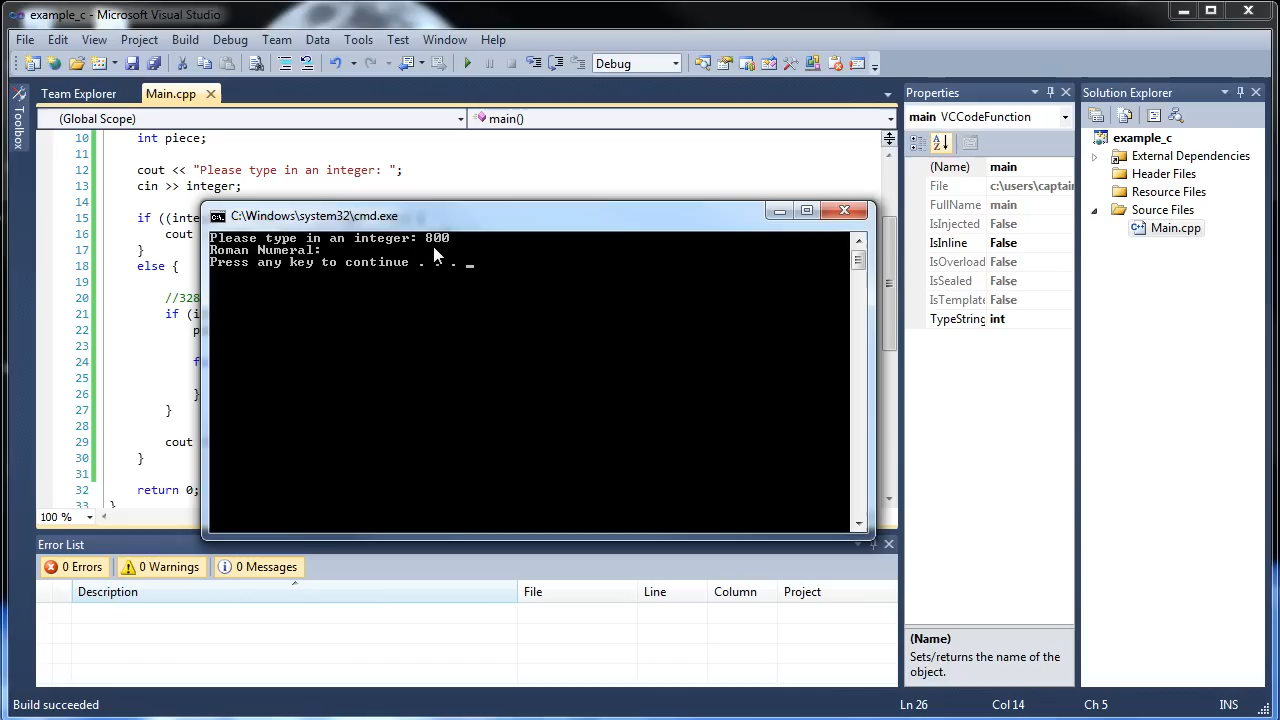 example_c - Microsoft Visual Studio
File Edit View Project Build Debug Team Data Tools Test Window Help
Debug
Team Explorer Main.cpp
(Global Scope) main()
10 int piece;
11
12 cout << "Please type in an integer: ";
13 cin >> integer;
15 if ((inte
16 cout
17 }
18 else {
20 //328
21 if (i
22 p
24 f
25
26 }
27 }
28
29 cout
30 }
31
32 return 0;
33 }
100 %
Toolbox
C:\Windows\system32\cmd.exe
Please type in an integer: 800
Roman Numeral:
Press any key to continue . . . _
Properties
main VCCodeFunction
(Name) main
File c:\users\captain
FullName main
IsInjected False
IsInline False
IsOverloa False
IsSealed False
IsTemplate False
TypeString int
(Name)
Sets/returns the name of the
object.
Solution Explorer
example_c
External Dependencies
Header Files
Resource Files
Source Files
Main.cpp
Error List
0 Errors 0 Warnings 0 Messages
Description File Line Column Project
Build succeeded Ln 26 Col 14 Ch 5 INS